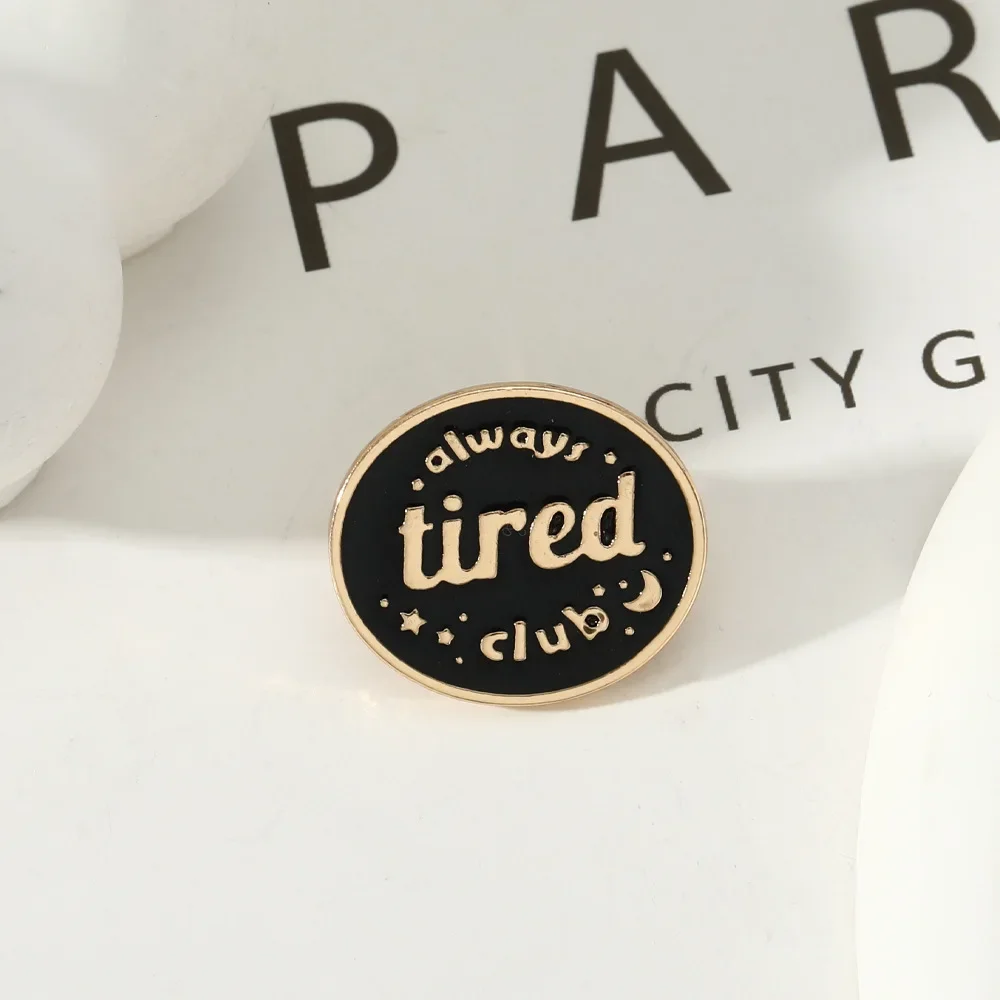 PAR
CITY G
always
tired
club